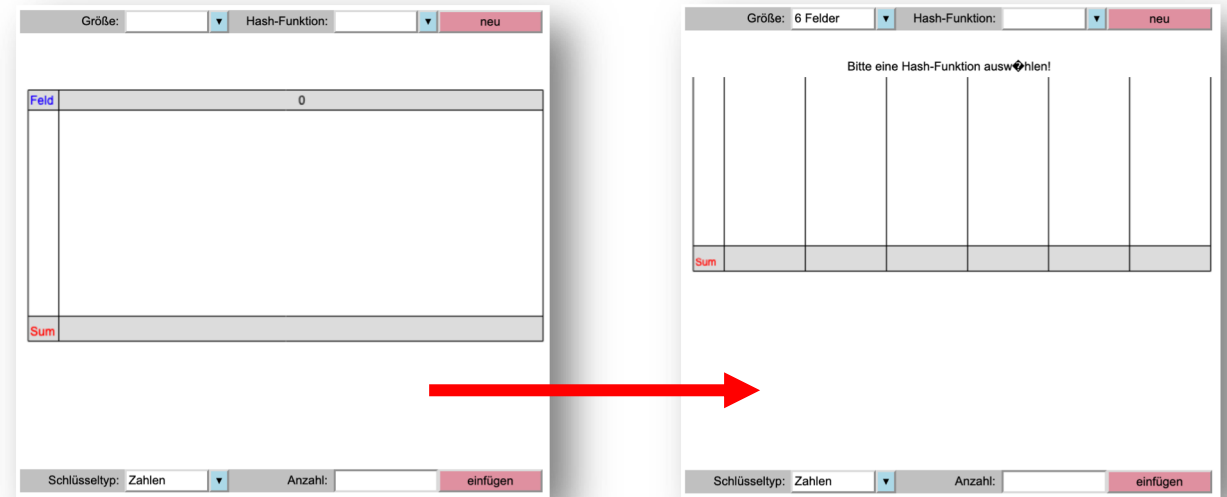 Größe: Hash-Funktion: neu
Feld 0
Sum
Schlüsseltyp: Zahlen Anzahl: einfügen
Größe: 6 Felder Hash-Funktion: neu
Bitte eine Hash-Funktion ausw�hlen!
Sum
Schlüsseltyp: Zahlen Anzahl: einfügen